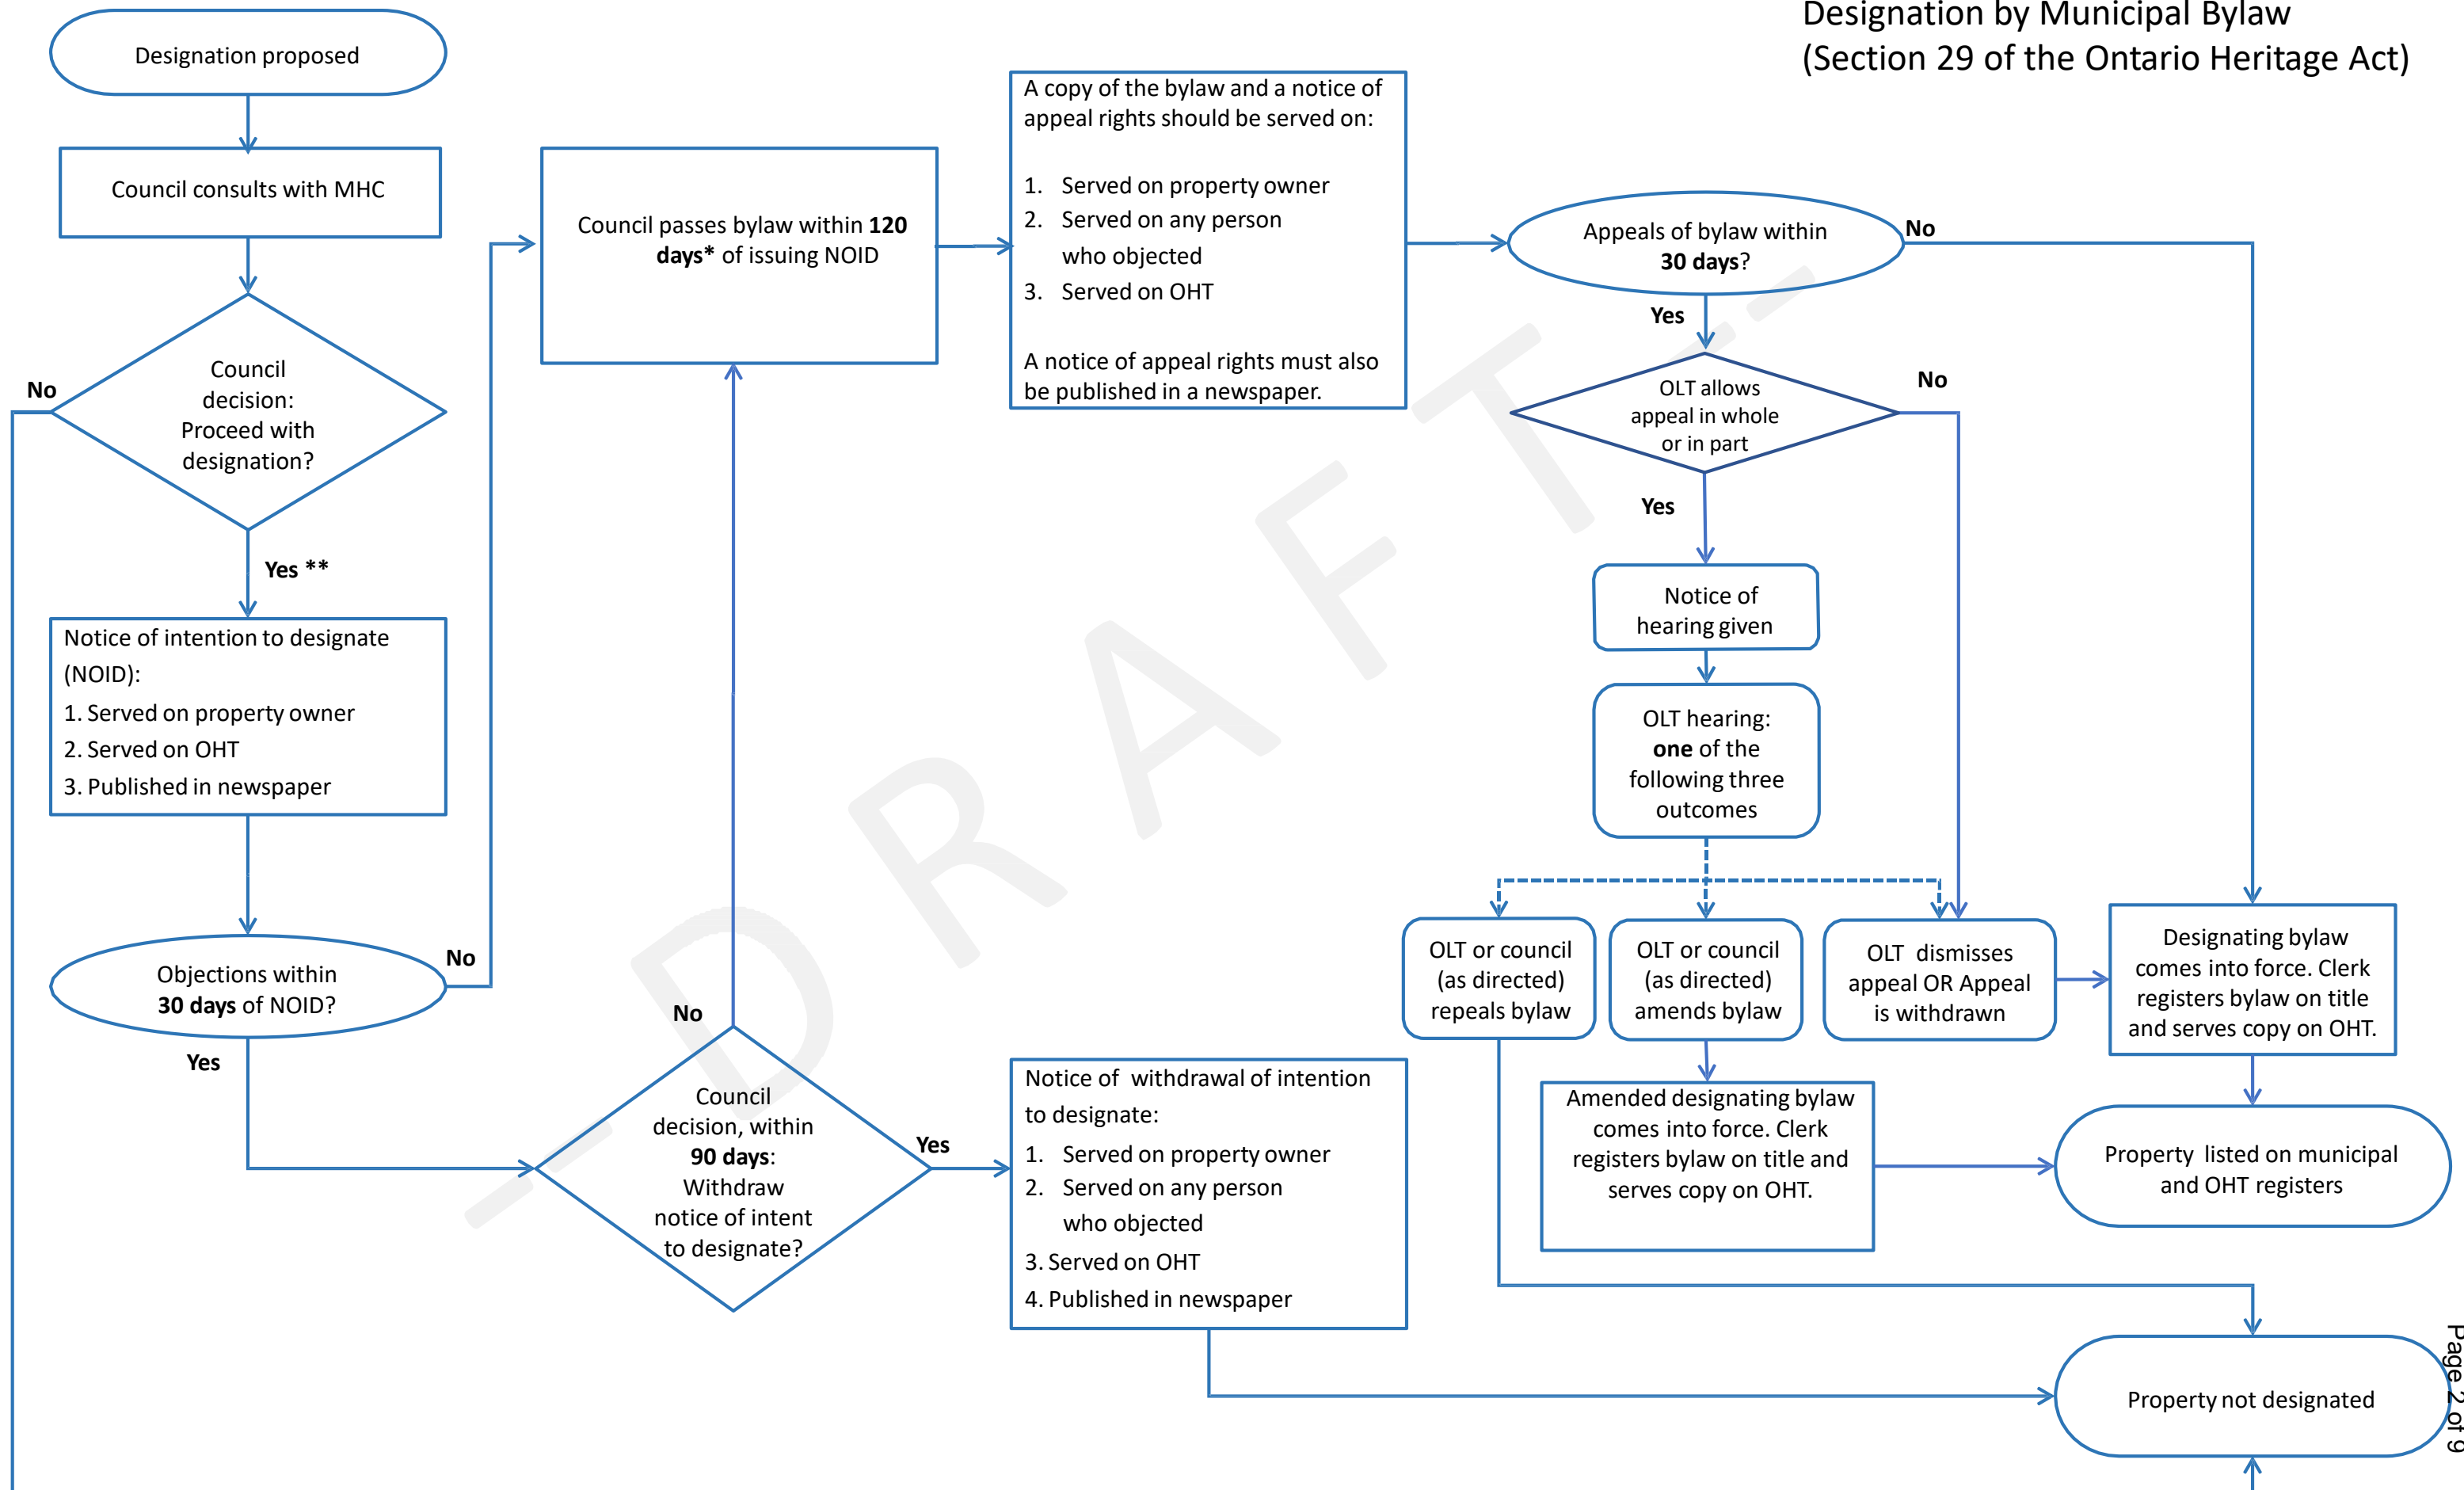 Designation by Municipal Bylaw
(Section 29 of the Ontario Heritage Act)
Designation proposed
Council consults with MHC
Council
decision:
Proceed with
designation?
No
Yes **
Notice of intention to designate
(NOID):
1. Served on property owner
2. Served on OHT
3. Published in newspaper
Objections within
30 days of NOID?
No
Yes
Council passes bylaw within 120
days* of issuing NOID
No
Council
decision, within
90 days:
Withdraw
notice of intent
to designate?
Yes
A copy of the bylaw and a notice of
appeal rights should be served on:
1. Served on property owner
2. Served on any person
who objected
3. Served on OHT
A notice of appeal rights must also
be published in a newspaper.
Notice of withdrawal of intention
to designate:
1. Served on property owner
2. Served on any person
who objected
3. Served on OHT
4. Published in newspaper
Appeals of bylaw within
30 days?
No
Yes
OLT allows
appeal in whole
or in part
No
Yes
Notice of
hearing given
OLT hearing:
one of the
following three
outcomes
OLT or council
(as directed)
repeals bylaw
OLT or council
(as directed)
amends bylaw
OLT dismisses
appeal OR Appeal
is withdrawn
Designating bylaw
comes into force. Clerk
registers bylaw on title
and serves copy on OHT.
Amended designating bylaw
comes into force. Clerk
registers bylaw on title and
serves copy on OHT.
Property listed on municipal
and OHT registers
Property not designated
- D R A F T --
Page 2 of 9